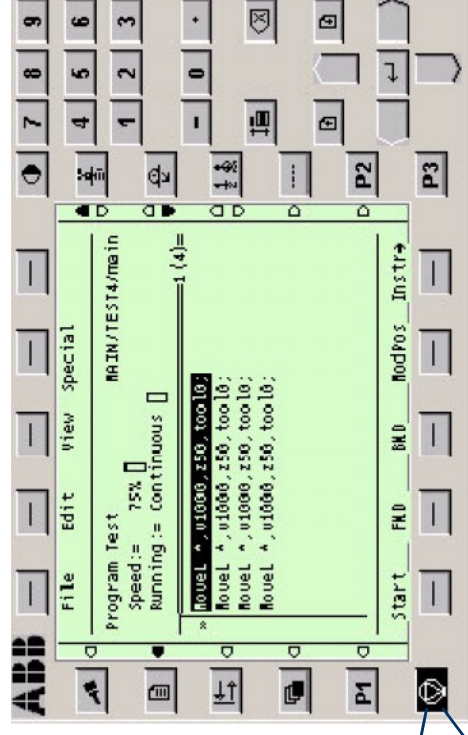 ABB 7 8 9
File Edit View Special
4 5 6
Program Test MAIN/TEST4/main
1 2 3
Speed:= 75%
Running:= Continuous
1(4)
- 0 .
» MoveL *,v1000,z50,tool0;
MoveL *,v1000,z50,tool0;
MoveL *,v1000,z50,tool0;
MoveL *,v1000,z50,tool0;
P1 P2
Start FWD BWD ModPos Instr→
P3